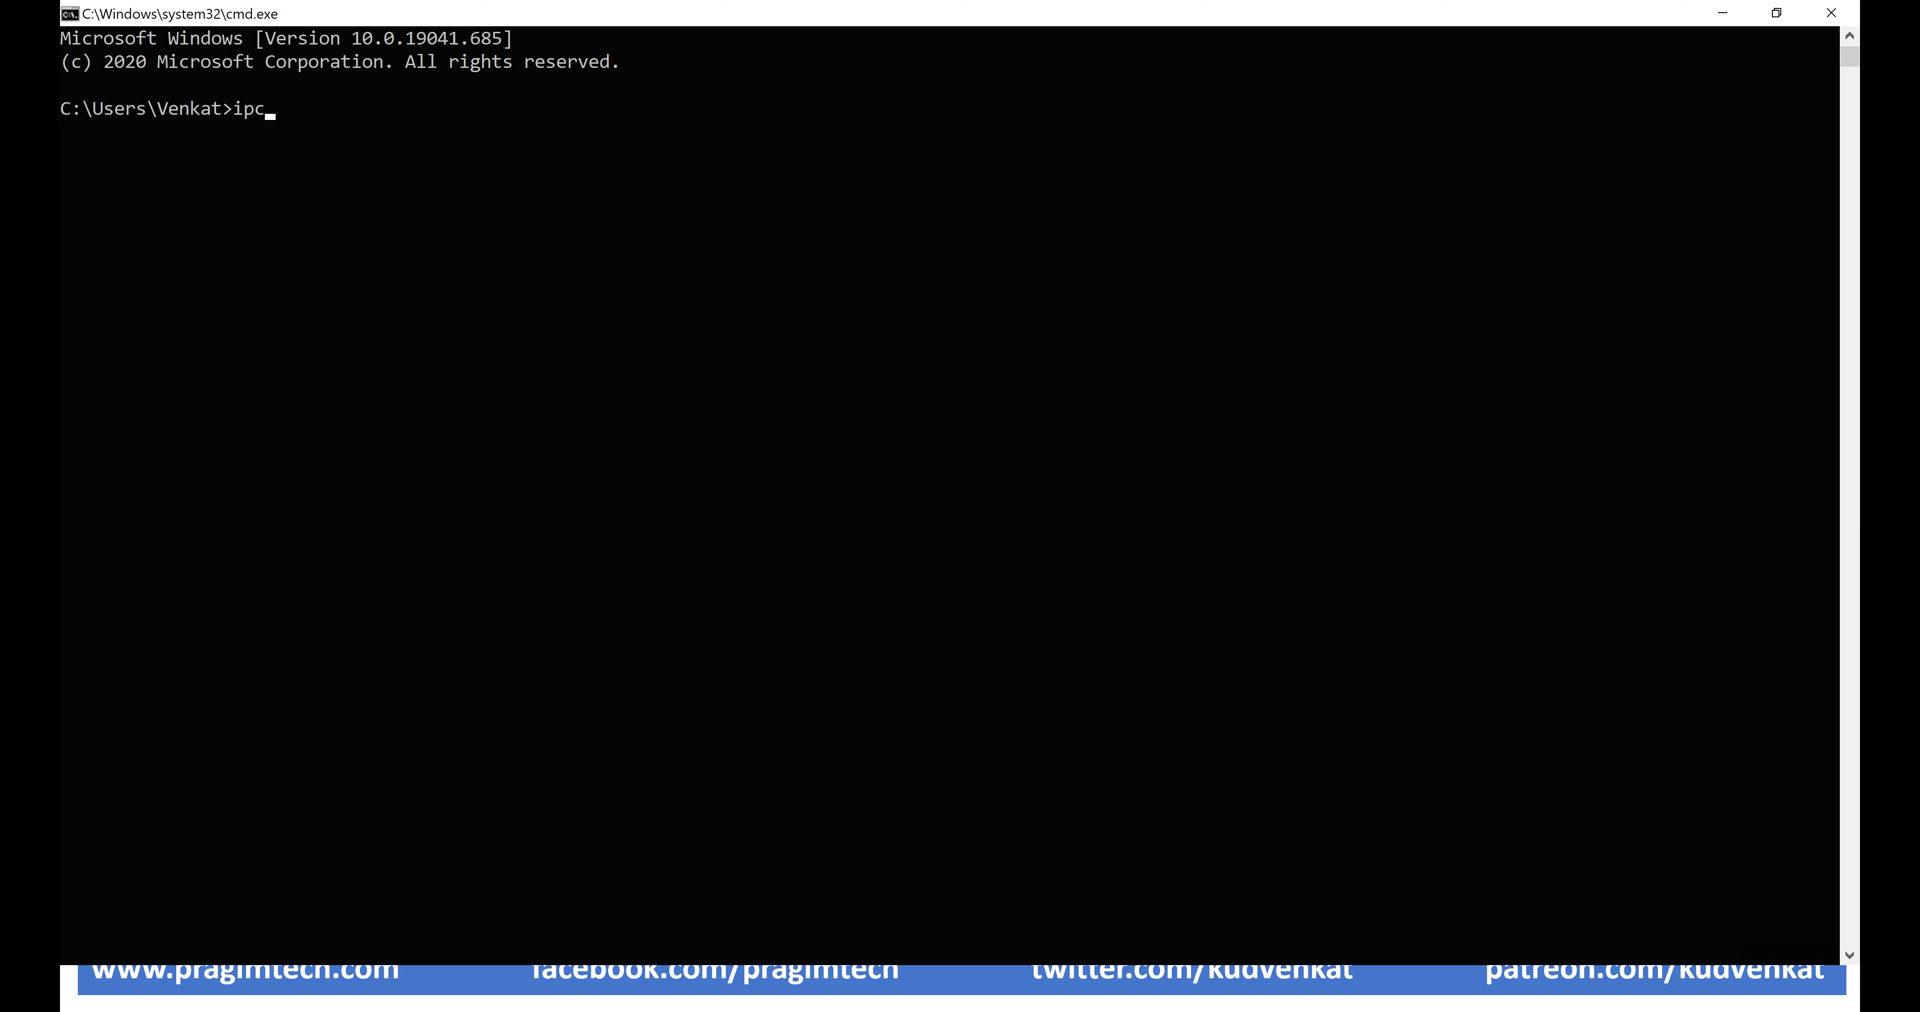 C:\Windows\system32\cmd.exe
Microsoft Windows [Version 10.0.19041.685]
(c) 2020 Microsoft Corporation. All rights reserved.
C:\Users\Venkat>ipc
www.pragimtech.com facebook.com/pragimtech twitter.com/kudvenkat patreon.com/kudvenkat